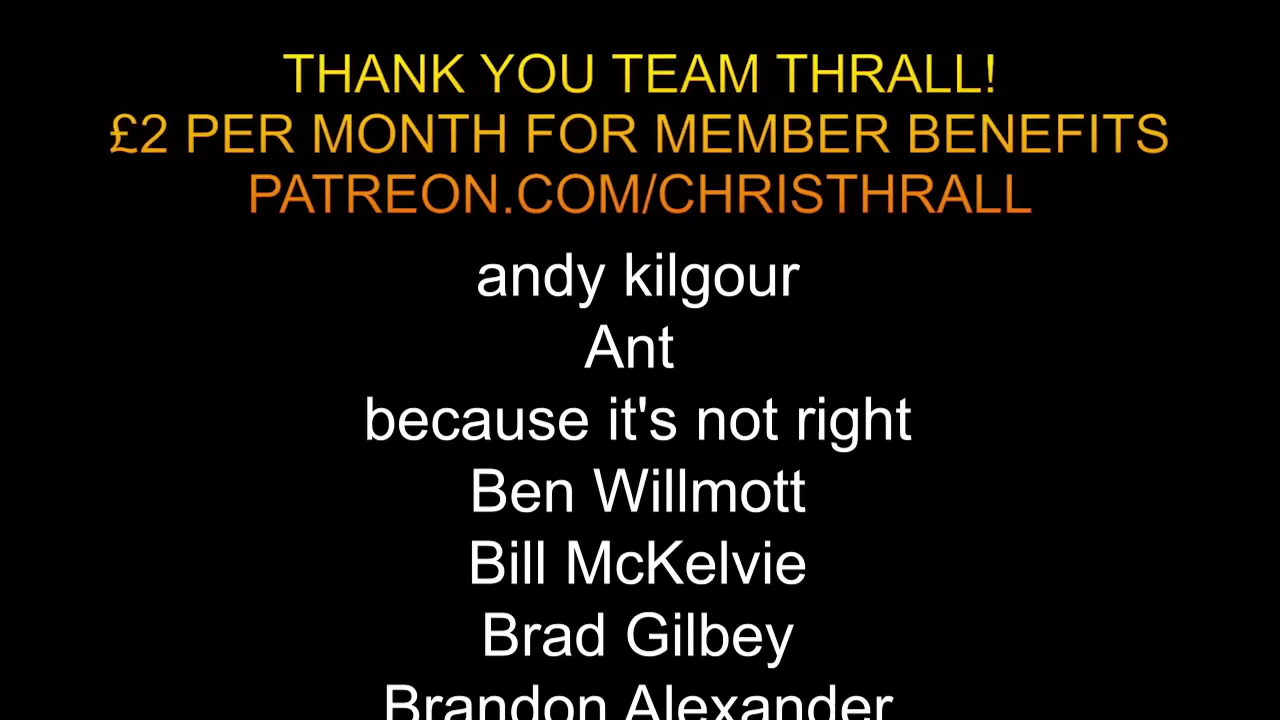 THANK YOU TEAM THRALL!
£2 PER MONTH FOR MEMBER BENEFITS
PATREON.COM/CHRISTHRALL
andy kilgour
Ant
because it's not right
Ben Willmott
Bill McKelvie
Brad Gilbey
Brandon Alexander